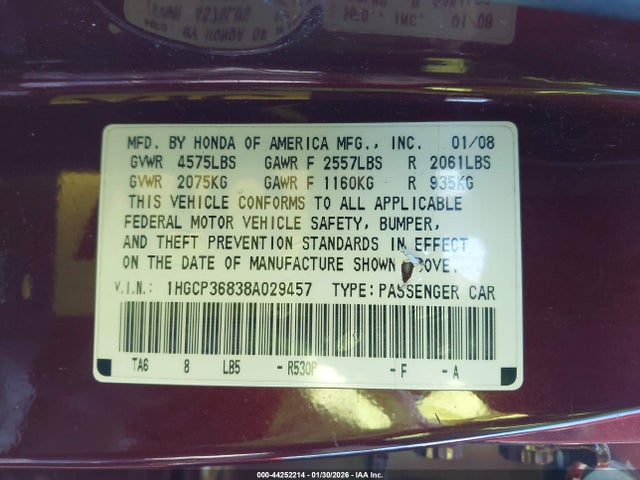 MFD. BY HONDA OF AMERICA MFG., INC. 01/08
GVWR 4575LBS GAWR F 2557LBS R 2061LBS
GVWR 2075KG GAWR F 1160KG R 935KG
THIS VEHICLE CONFORMS TO ALL APPLICABLE
FEDERAL MOTOR VEHICLE SAFETY, BUMPER,
AND THEFT PREVENTION STANDARDS IN EFFECT
ON THE DATE OF MANUFACTURE SHOWN
V.I.N.: 1HGCP36838A029457 TYPE: PASSENGER CAR
TA6 8 LB5 - R530P - F - A
000-44252214 - 01/30/2026 - IAA Inc.